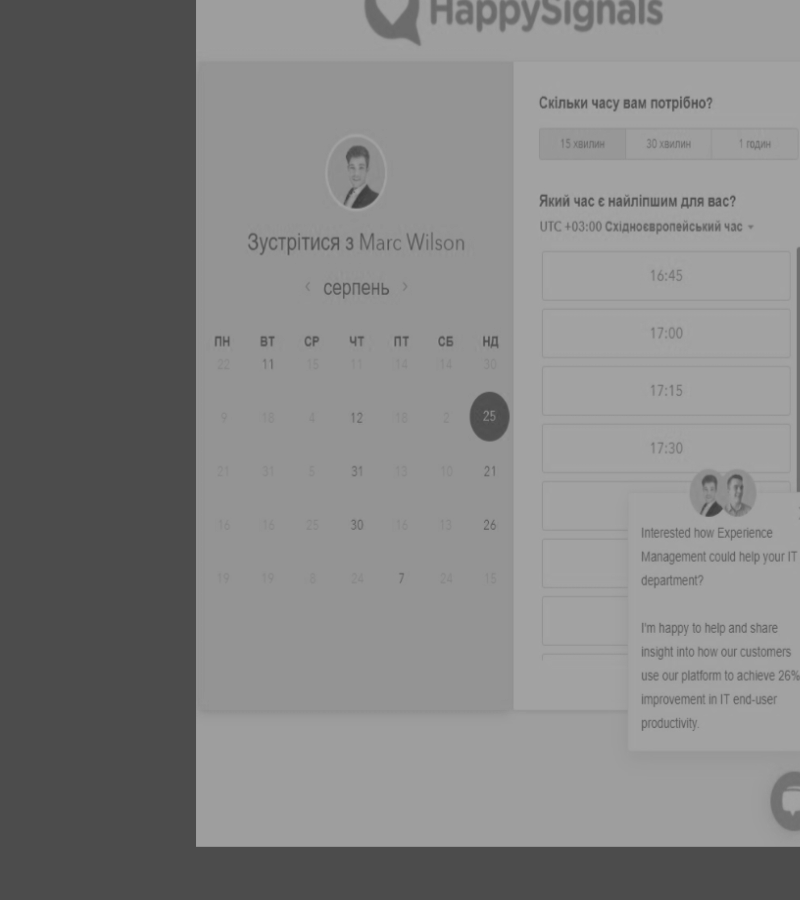 HappySignals
Зустрітися з Marc Wilson
серпень
ПН ВТ СР ЧТ ПТ СБ НД
22 11 15 11 14 14 30
9 18 4 12 18 2 25
21 31 5 31 13 10 21
16 16 25 30 16 13 26
19 19 8 24 7 24 15
Скільки часу вам потрібно?
15 хвилин 30 хвилин 1 годин
Який час є найліпшим для вас?
UTC +03:00 Східноєвропейський час
16:45
17:00
17:15
17:30
Interested how Experience
Management could help your IT
department?
I'm happy to help and share
insight into how our customers
use our platform to achieve 26%
improvement in IT end-user
productivity.